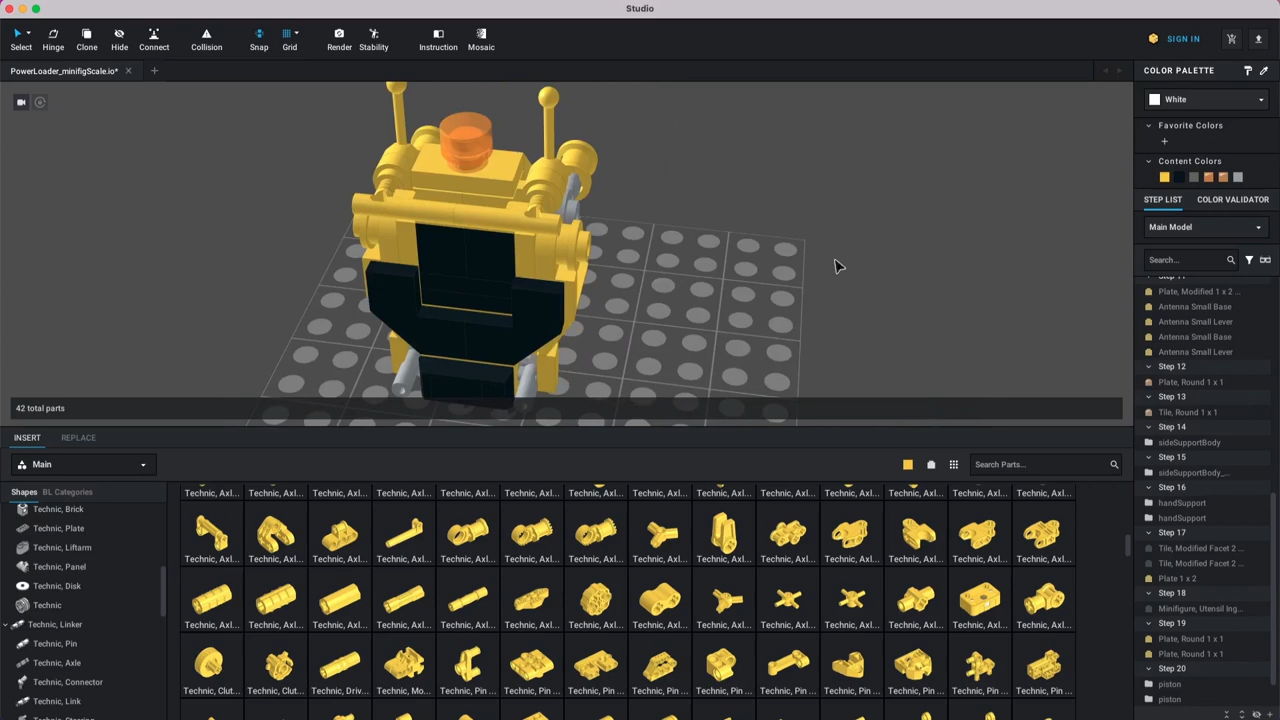 Studio
Select Hinge Clone Hide Connect Collision Snap Grid Render Stability Instruction Mosaic SIGN IN
PowerLoader_minifigScale.io*
COLOR PALETTE
White
Favorite Colors
Content Colors
STEP LIST COLOR VALIDATOR
Main Model
Search...
Step 11
Plate, Modified 1 x 2 ...
Antenna Small Base
Antenna Small Lever
Antenna Small Base
Antenna Small Lever
Step 12
Plate, Round 1 x 1
Step 13
Tile, Round 1 x 1
Step 14
sideSupportBody
Step 15
sideSupportBody_...
Step 16
handSupport
handSupport
Step 17
Tile, Modified Facet 2 ...
Tile, Modified Facet 2 ...
Plate 1 x 2
Step 18
Minifigure, Utensil Ing...
Step 19
Plate, Round 1 x 1
Plate, Round 1 x 1
Step 20
piston
piston
42 total parts
INSERT REPLACE
Main
Search Parts...
Shapes BL Categories
Technic, Brick
Technic, Plate
Technic, Liftarm
Technic, Panel
Technic, Disk
Technic
Technic, Linker
Technic, Pin
Technic, Axle
Technic, Connector
Technic, Link
Technic, Axl... Technic, Axl... Technic, Axl... Technic, Axl... Technic, Axl... Technic, Axl... Technic, Axl... Technic, Axl... Technic, Axl... Technic, Axl... Technic, Axl... Technic, Axl... Technic, Axl... Technic, Axl...
Technic, Axl... Technic, Axl... Technic, Axl... Technic, Axl... Technic, Axl... Technic, Axl... Technic, Axl... Technic, Axl... Technic, Axl... Technic, Axl... Technic, Axl... Technic, Axl... Technic, Axl... Technic, Axl...
Technic, Axl... Technic, Axl... Technic, Axl... Technic, Axl... Technic, Axl... Technic, Axl... Technic, Axl... Technic, Axl... Technic, Axl... Technic, Axl... Technic, Axl... Technic, Axl... Technic, Axl... Technic, Axl...
Technic, Clut... Technic, Clut... Technic, Driv... Technic, Mo... Technic, Pin ... Technic, Pin ... Technic, Pin ... Technic, Pin ... Technic, Pin ... Technic, Pin ... Technic, Pin ... Technic, Pin ... Technic, Pin ... Technic, Pin ...